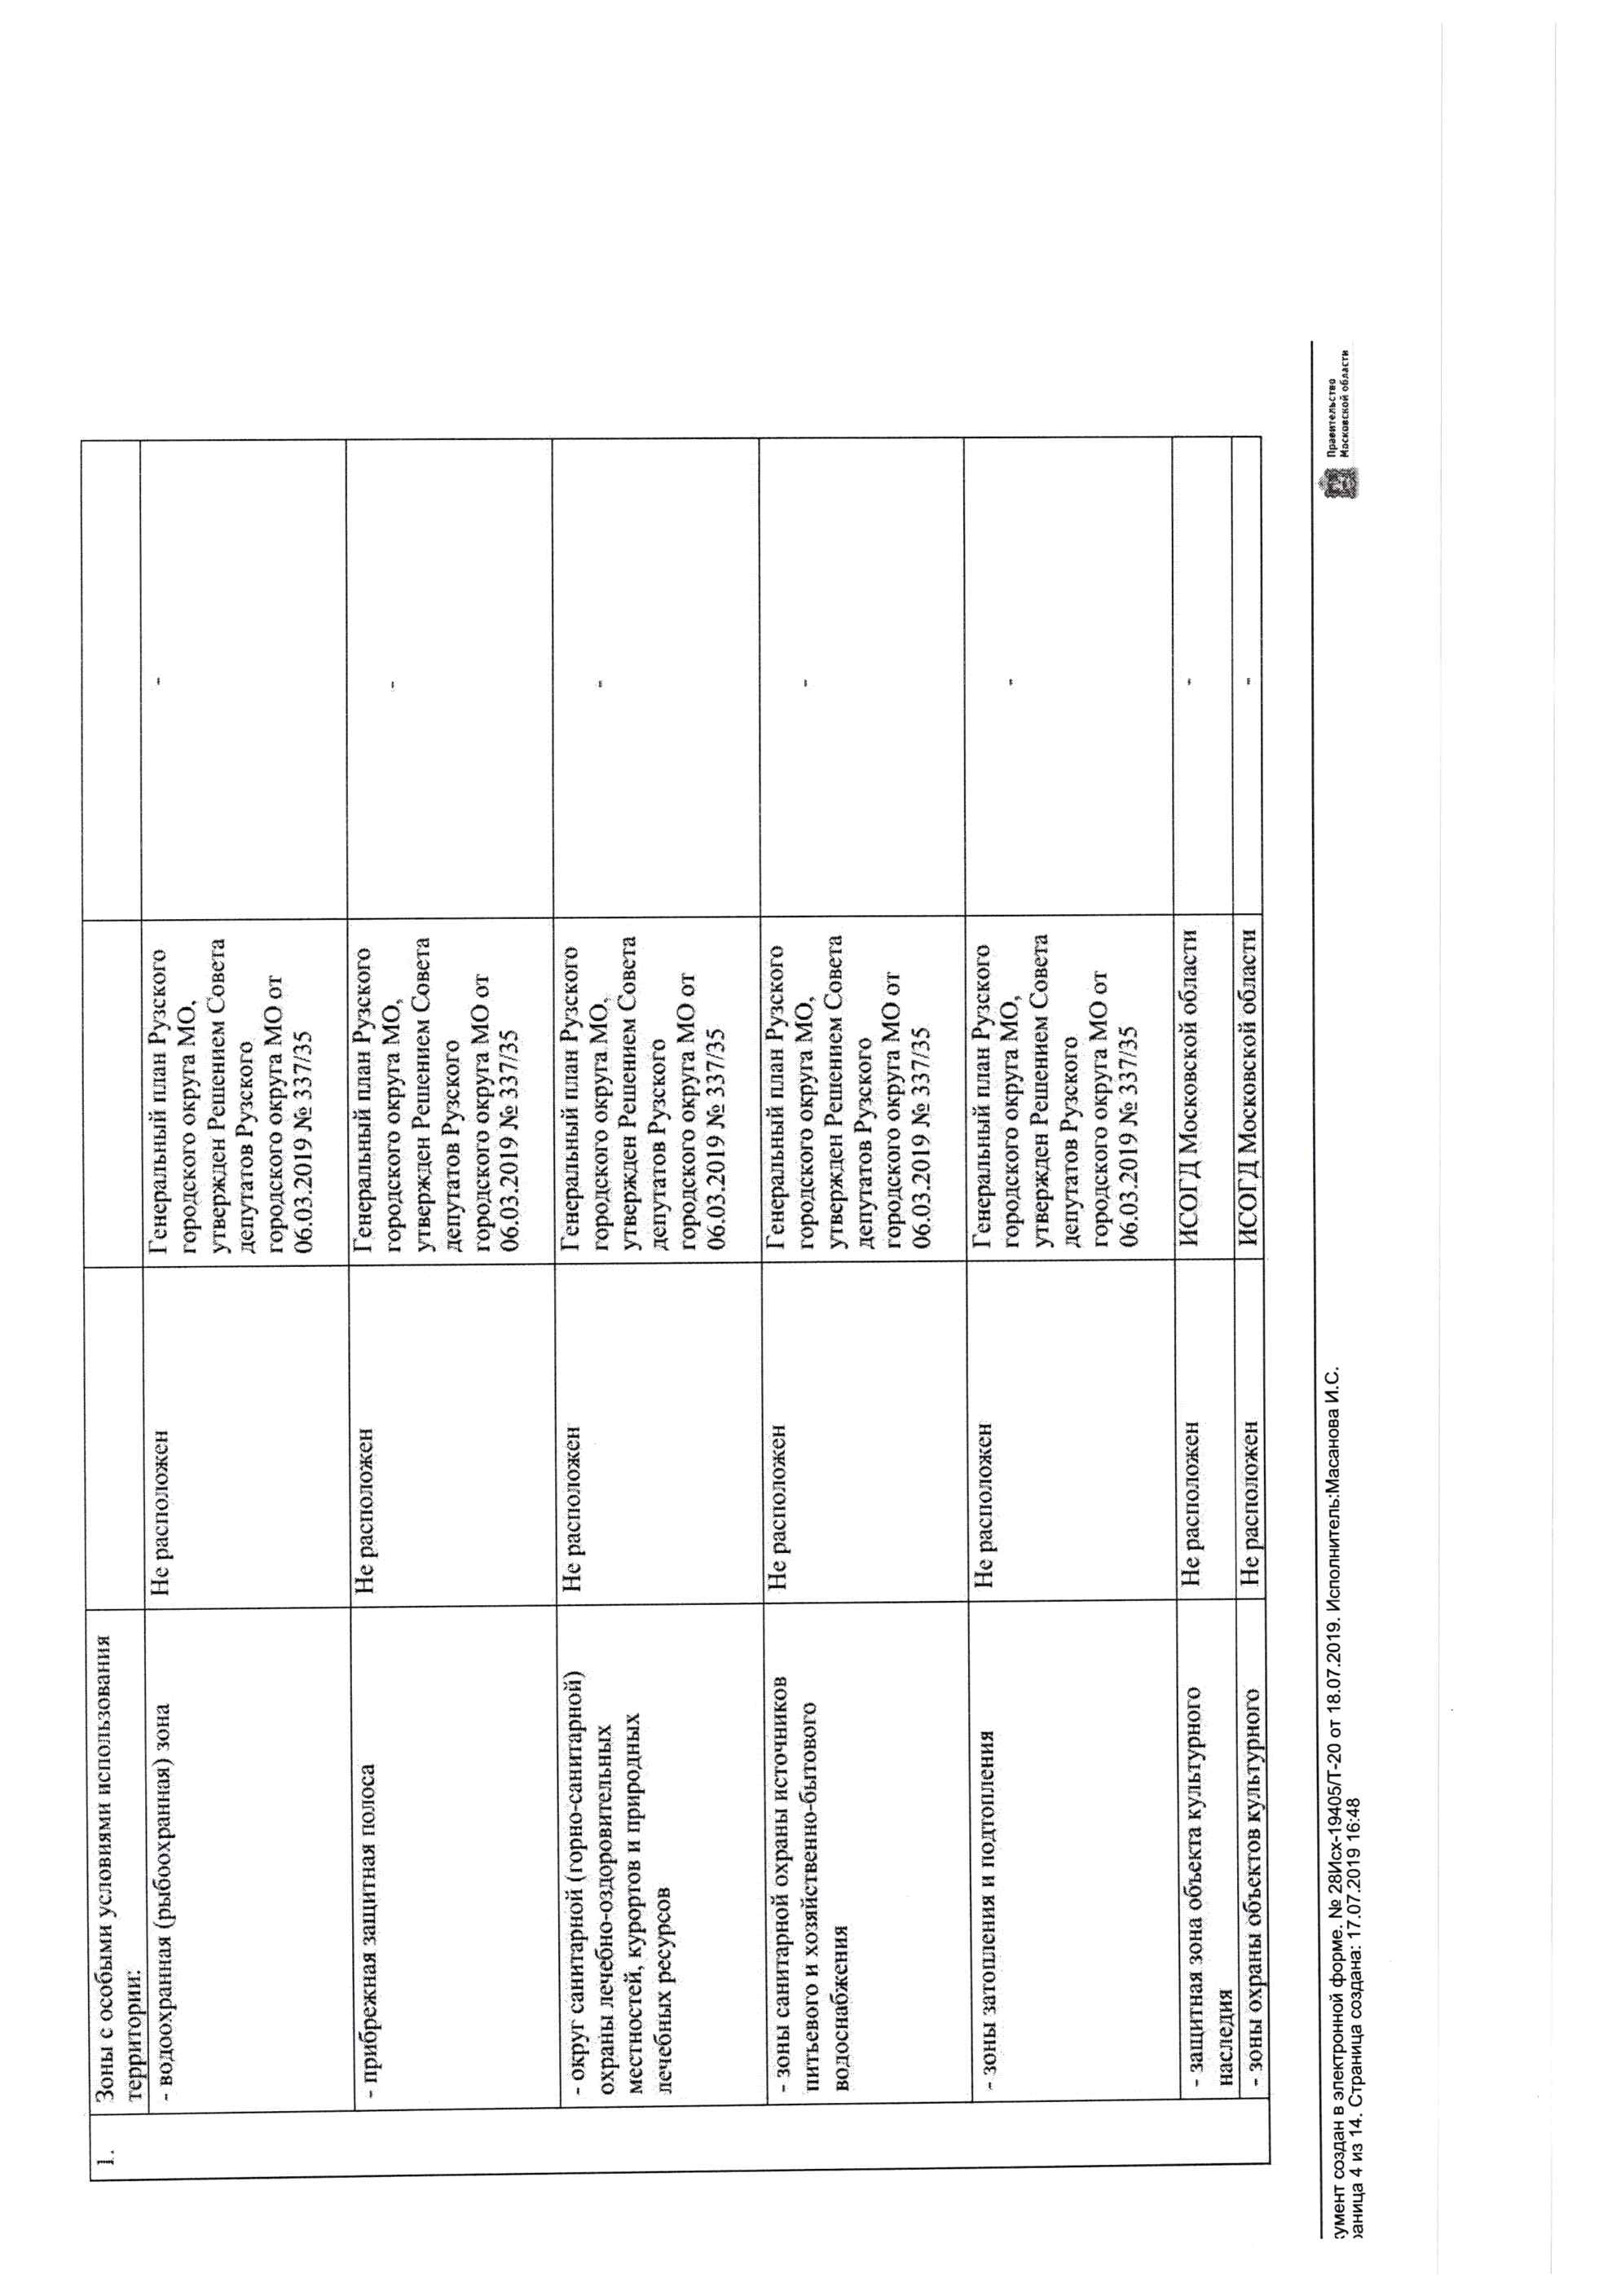 1.
Зоны с особыми условиями использования
территории:
- водоохранная (рыбоохранная) зона
Не расположен
Генеральный план Рузского
городского округа МО,
утвержден Решением Совета
депутатов Рузского
городского округа МО от
06.03.2019 № 337/35
-
- прибрежная защитная полоса
Не расположен
Генеральный план Рузского
городского округа МО,
утвержден Решением Совета
депутатов Рузского
городского округа МО от
06.03.2019 № 337/35
-
- округ санитарной (горно-санитарной)
охраны лечебно-оздоровительных
местностей, курортов и природных
лечебных ресурсов
Не расположен
Генеральный план Рузского
городского округа МО,
утвержден Решением Совета
депутатов Рузского
городского округа МО от
06.03.2019 № 337/35
-
- зоны санитарной охраны источников
питьевого и хозяйственно-бытового
водоснабжения
Не расположен
Генеральный план Рузского
городского округа МО,
утвержден Решением Совета
депутатов Рузского
городского округа МО от
06.03.2019 № 337/35
-
- зоны затопления и подтопления
Не расположен
Генеральный план Рузского
городского округа МО,
утвержден Решением Совета
депутатов Рузского
городского округа МО от
06.03.2019 № 337/35
-
- защитная зона объекта культурного
наследия
Не расположен
ИСОГД Московской области
-
- зоны охраны объектов культурного
Не расположен
ИСОГД Московской области
-
умент создан в электронной форме. № 28Исх-19405/Т-20 от 18.07.2019. Исполнитель:Масанова И.С.
аница 4 из 14. Страница создана: 17.07.2019 16:48
Правительство
Московской области